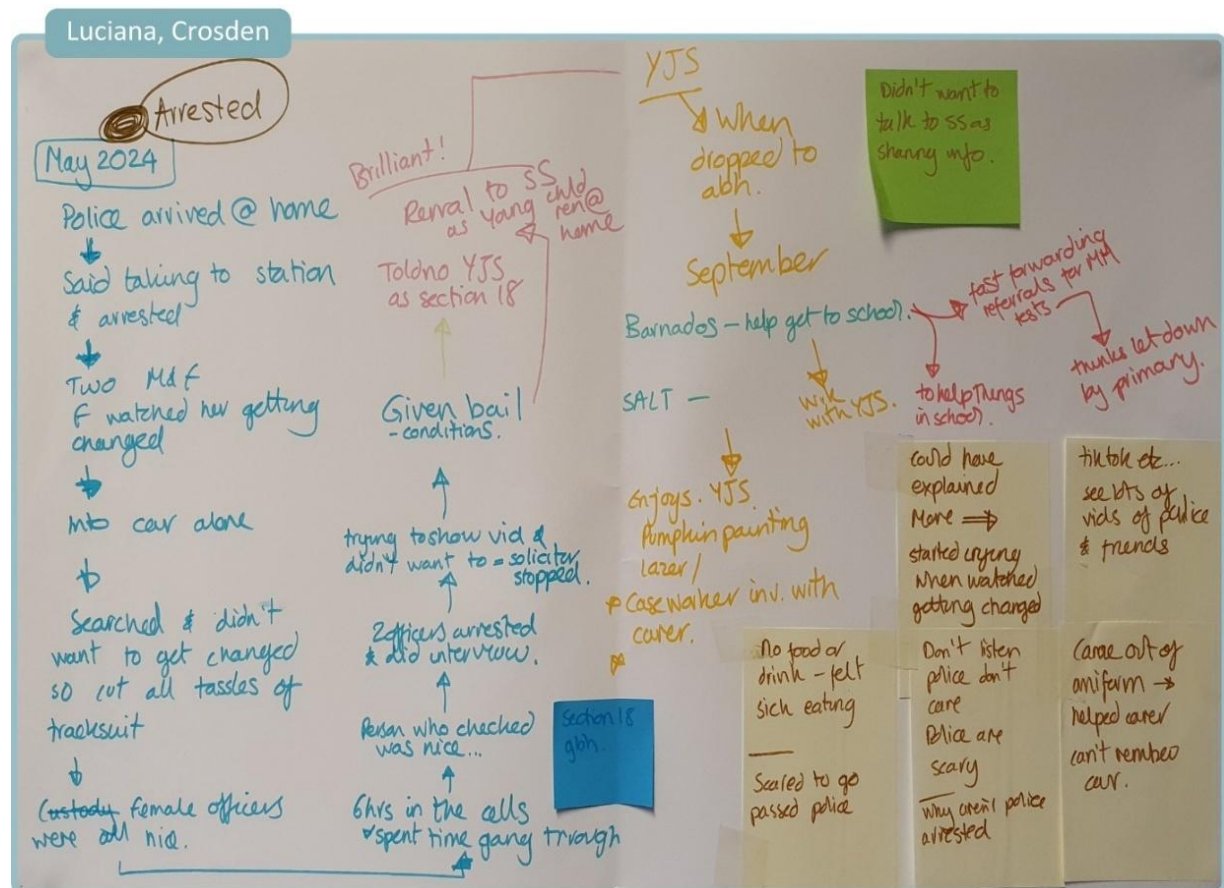 Luciana, Crosden
Arrested
May 2024
Police arrived @ home
Said taking to station
& arrested
Two M & F
F watched her getting
changed
Into car alone
Searched & didn't
want to get changed
so cut all tassles of
tracksuit
Custody female officers
were all nice.
6hrs in the cells
spent time gang trough
Person who checked
was nice...
2 officers arrested
& did interview.
trying to show vid &
didn't want to = solicitor
stopped.
Given bail
- conditions.
Told no YJS
as section 18
Brilliant!
to SS
as yang child
ren @
home
YJS
When
dropped to
abh.
September
Barnados - help get to school.
fast forwarding
referrals for MH
tests
thinks let down
by primary.
to help things
in school.
SALT -
with YJS.
Enjoys. YJS.
Pumpkin painting
lazer/
Caseworker inv. with
carer.
Didn't want to
talk to SS as
sharing info.
Section 18
gbh.
could have
explained
More ⇒
started crying
when watched
getting changed
tiktok etc...
see bts of
vids of police
& friends
No food or
drink - felt
sick eating
Scared to go
passed police
Don't listen
police don't
care
Police are
scary
why aren't police
arrested
Came out of
uniform →
helped carer
can't rember